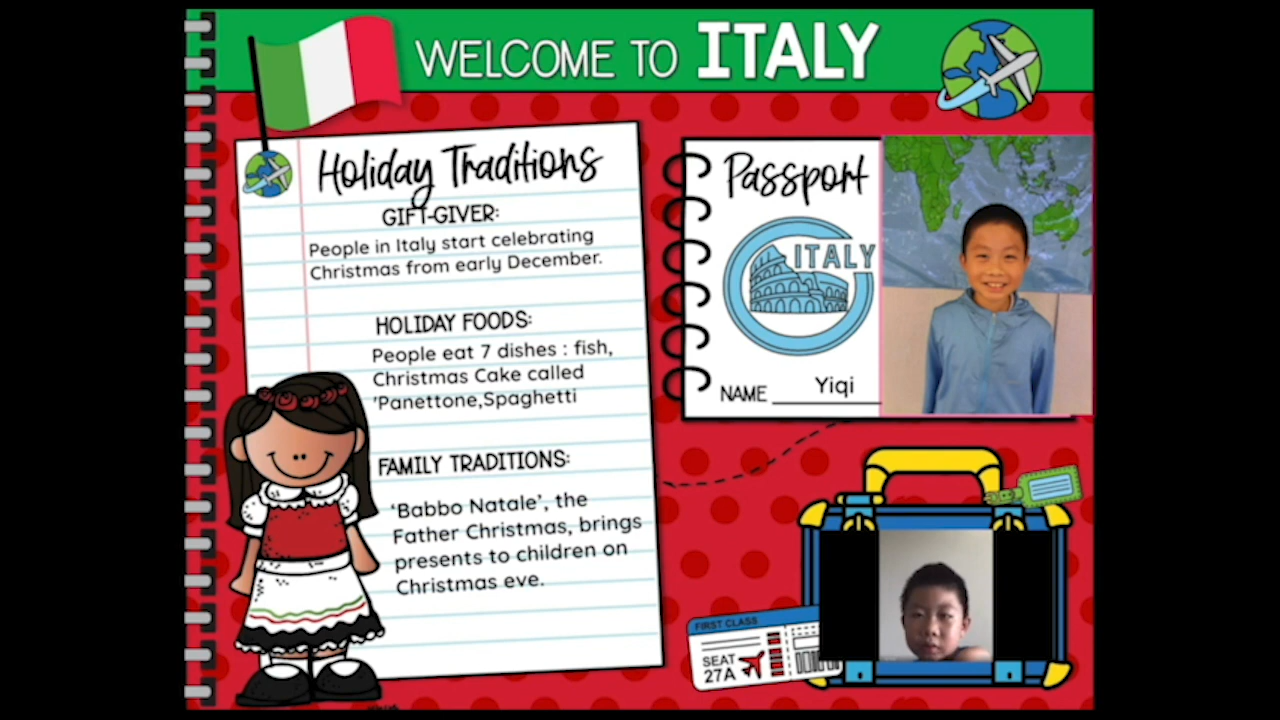 WELCOME TO ITALY
Holiday Traditions
GIFT-GIVER:
People in Italy start celebrating
Christmas from early December.
HOLIDAY FOODS:
People eat 7 dishes : fish,
Christmas Cake called
'Panettone,Spaghetti
FAMILY TRADITIONS:
‘Babbo Natale’, the
Father Christmas, brings
presents to children on
Christmas eve.
Passport
ITALY
NAME Yiqi
FIRST CLASS
SEAT
27A